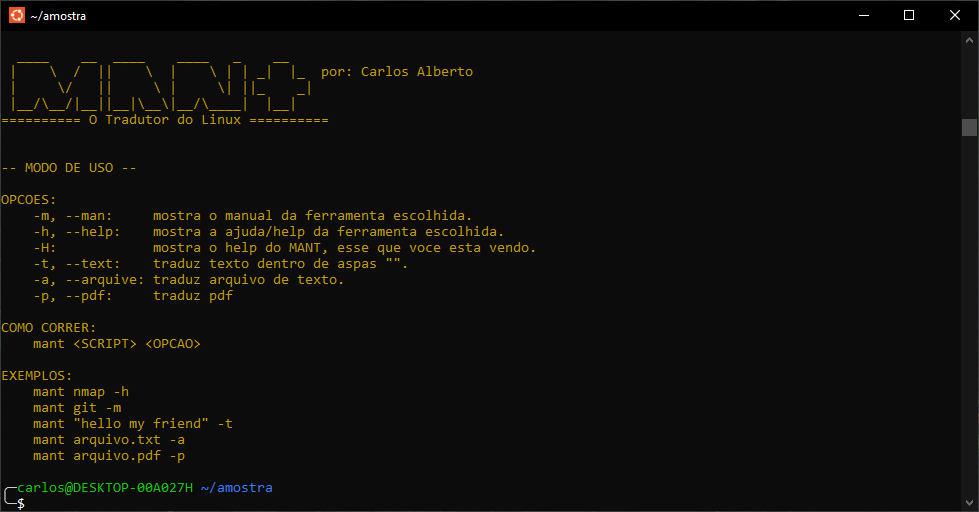 ~/amostra
por: Carlos Alberto
========== O Tradutor do Linux ==========
-- MODO DE USO --
OPCOES:
-m, --man: mostra o manual da ferramenta escolhida.
-h, --help: mostra a ajuda/help da ferramenta escolhida.
-H: mostra o help do MANT, esse que voce esta vendo.
-t, --text: traduz texto dentro de aspas "".
-a, --arquive: traduz arquivo de texto.
-p, --pdf: traduz pdf
COMO CORRER:
mant <SCRIPT> <OPCAO>
EXEMPLOS:
mant nmap -h
mant git -m
mant "hello my friend" -t
mant arquivo.txt -a
mant arquivo.pdf -p
carlos@DESKTOP-00A027H ~/amostra
$